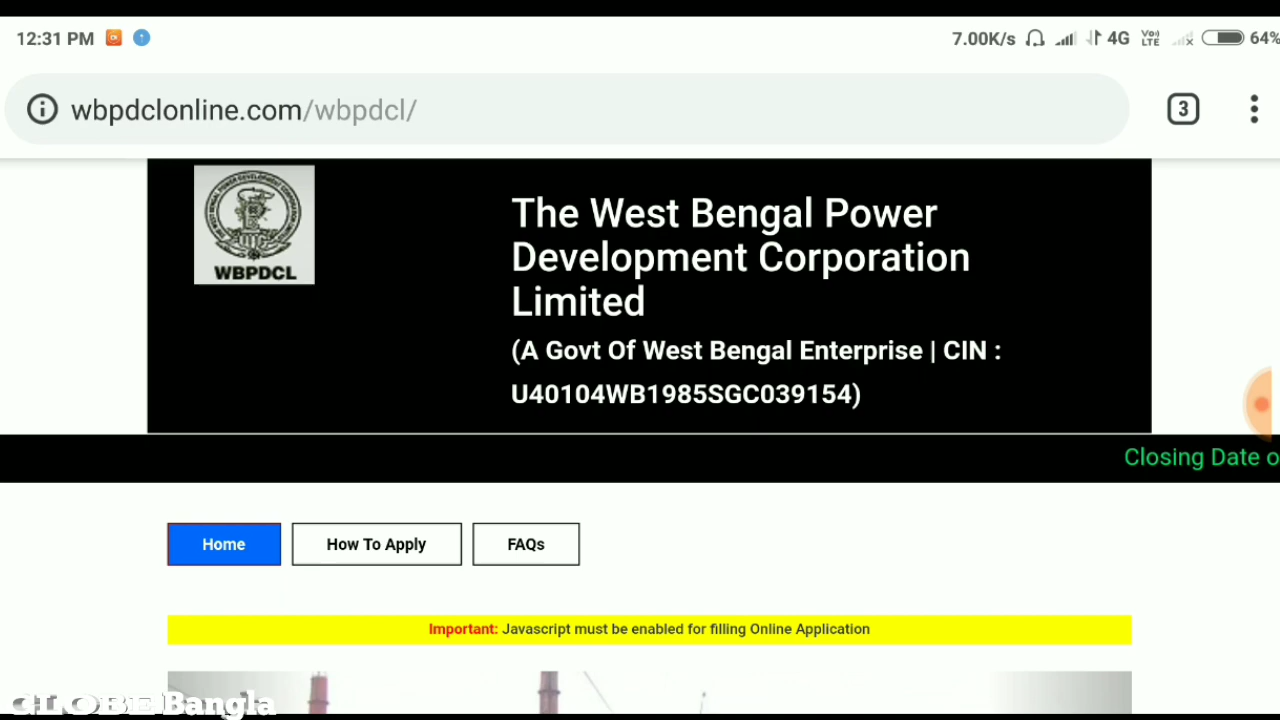 12:31 PM 7.00K/s 4G VoLTE 64%
wbpdclonline.com/wbpdcl/ 3
WBPDCL
The West Bengal Power
Development Corporation
Limited
(A Govt Of West Bengal Enterprise | CIN :
U40104WB1985SGC039154)
Closing Date o
Home How To Apply FAQs
Important: Javascript must be enabled for filling Online Application
GLOBE Bangla